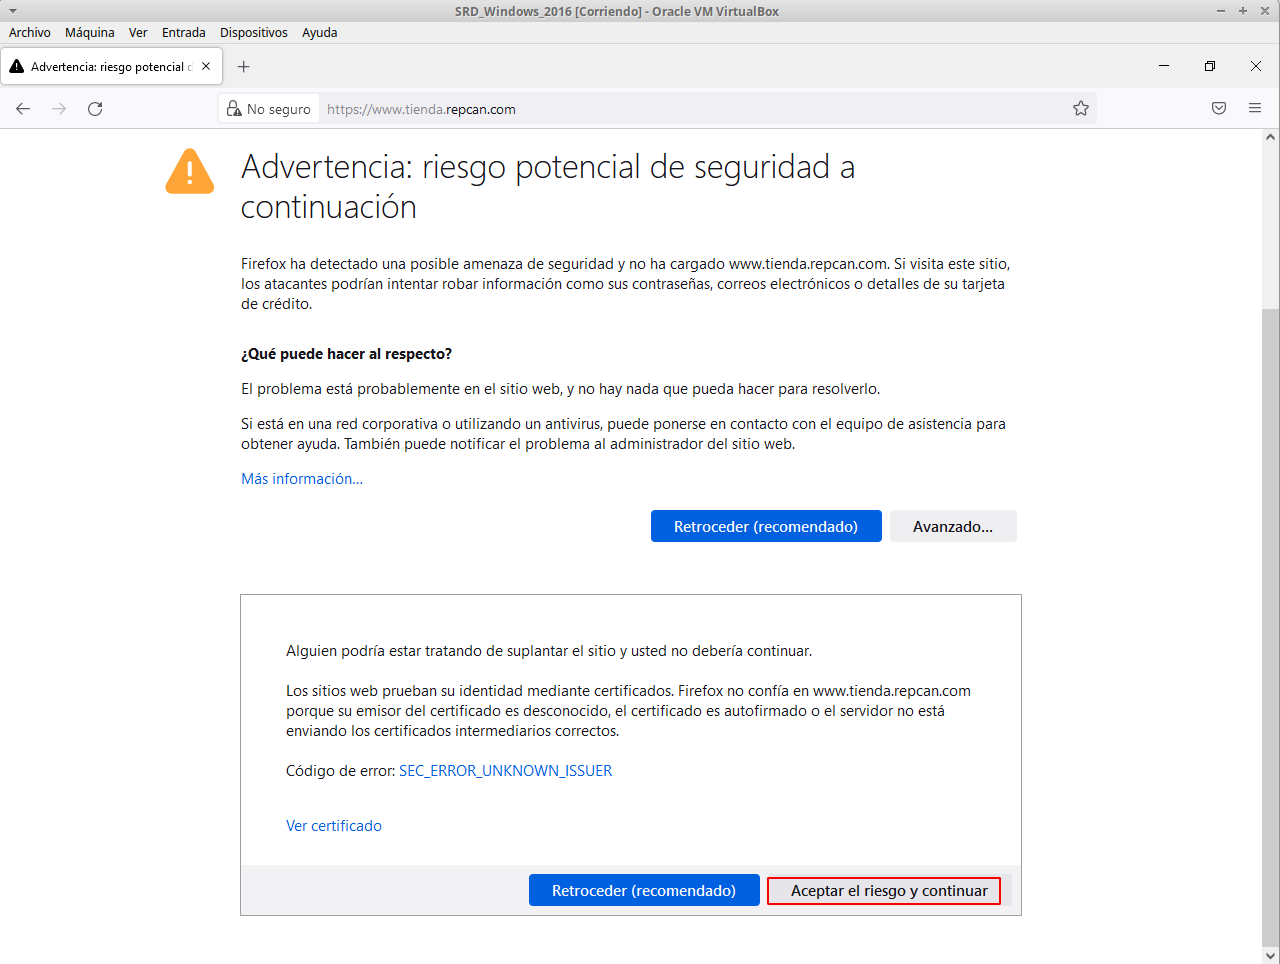 SRD_Windows_2016 [Corriendo] - Oracle VM VirtualBox
Archivo Máquina Ver Entrada Dispositivos Ayuda
Advertencia: riesgo potencial
No seguro https://www.tienda.repcan.com
Advertencia: riesgo potencial de seguridad a
continuación
Firefox ha detectado una posible amenaza de seguridad y no ha cargado www.tienda.repcan.com. Si visita este sitio,
los atacantes podrían intentar robar información como sus contraseñas, correos electrónicos o detalles de su tarjeta
de crédito.
¿Qué puede hacer al respecto?
El problema está probablemente en el sitio web, y no hay nada que pueda hacer para resolverlo.
Si está en una red corporativa o utilizando un antivirus, puede ponerse en contacto con el equipo de asistencia para
obtener ayuda. También puede notificar el problema al administrador del sitio web.
Más información...
Retroceder (recomendado) Avanzado...
Alguien podría estar tratando de suplantar el sitio y usted no debería continuar.
Los sitios web prueban su identidad mediante certificados. Firefox no confía en www.tienda.repcan.com
porque su emisor del certificado es desconocido, el certificado es autofirmado o el servidor no está
enviando los certificados intermediarios correctos.
Código de error: SEC_ERROR_UNKNOWN_ISSUER
Ver certificado
Retroceder (recomendado) Aceptar el riesgo y continuar